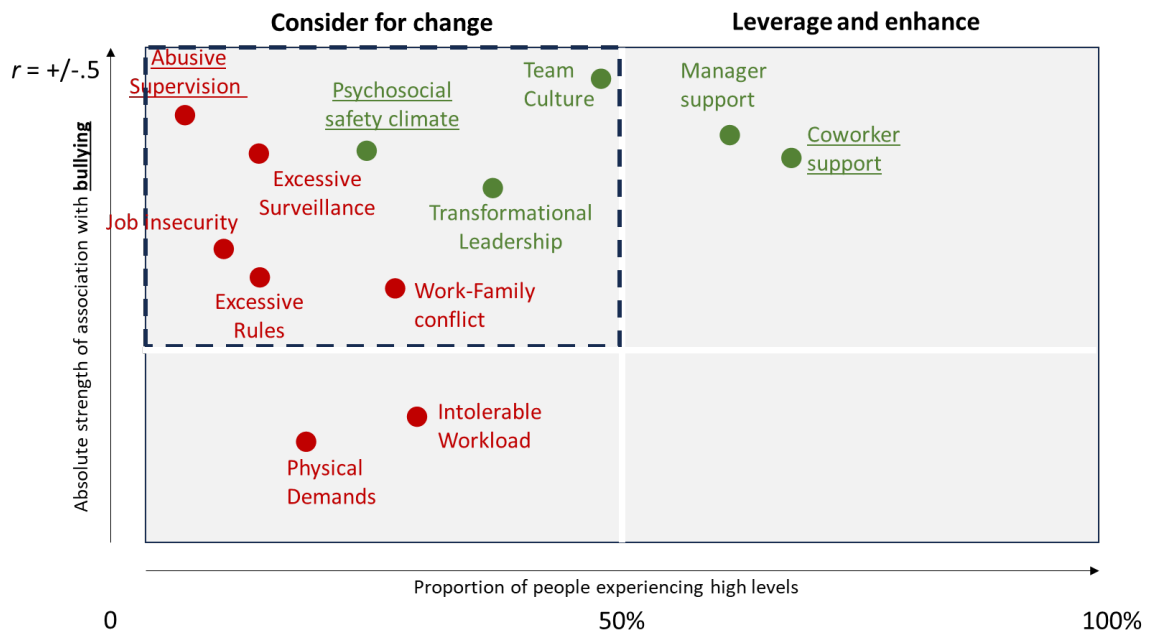 Consider for change
Leverage and enhance
r = +/-.5
Abusive
Supervision
Psychosocial
safety climate
Team
Culture
Manager
support
Coworker
support
Excessive
Surveillance
Transformational
Leadership
Job Insecurity
Excessive
Rules
Work-Family
conflict
Intolerable
Workload
Physical
Demands
Absolute strength of association with bullying
Proportion of people experiencing high levels
0
50%
100%